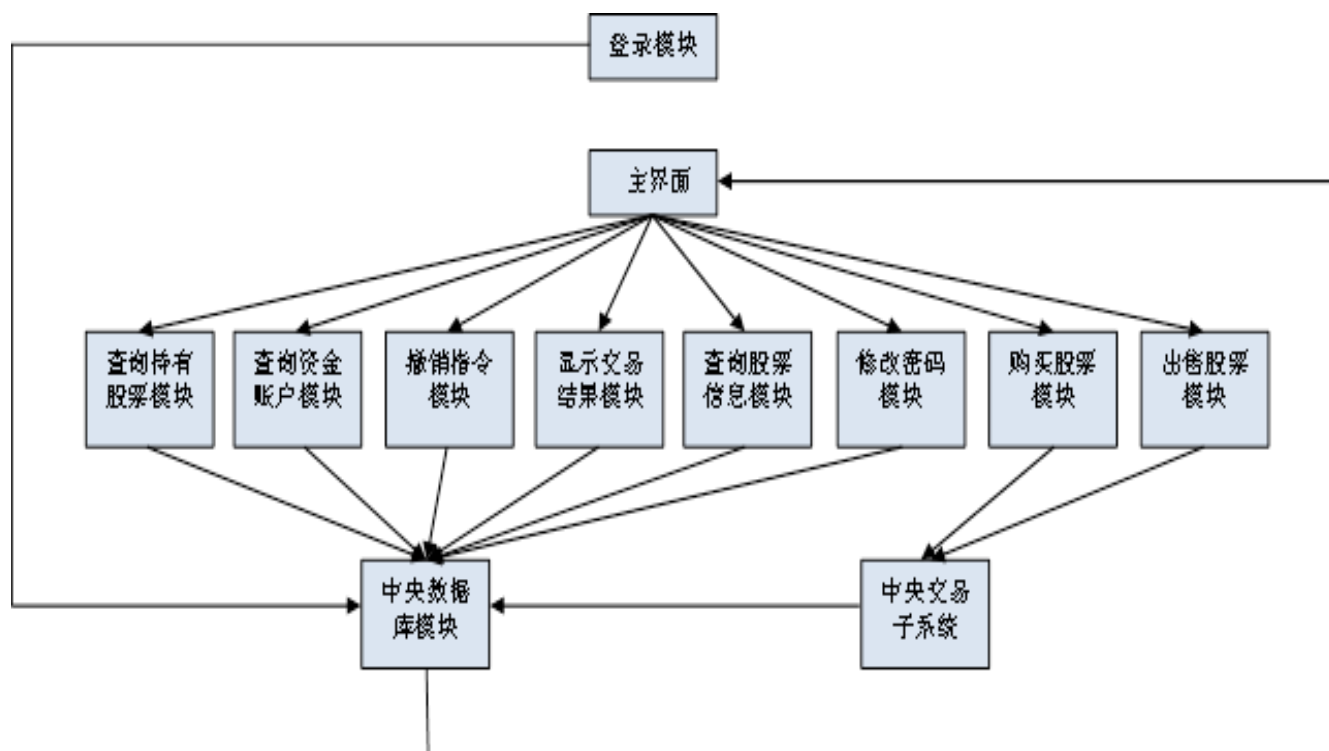 登录模块
主界面
查询持有
股票模块
查询资金
账户模块
撤销指令
模块
显示交易
结果模块
查询股票
信息模块
修改密码
模块
购买股票
模块
出售股票
模块
中央数据
库模块
中央交易
子系统